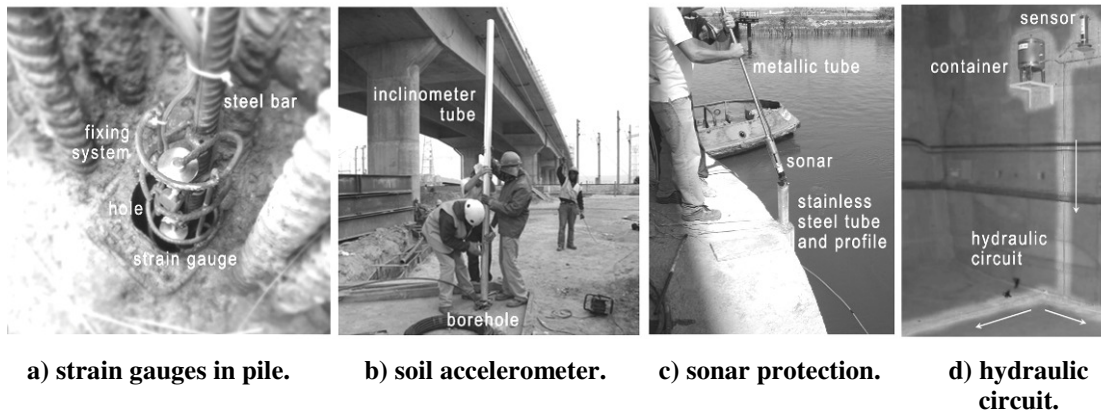 steel bar
fixing
system
hole
strain gauge
inclinometer
tube
borehole
metallic tube
sonar
stainless
steel tube
and profile
sensor
container
hydraulic
circuit
a) strain gauges in pile.
b) soil accelerometer.
c) sonar protection.
d) hydraulic
circuit.